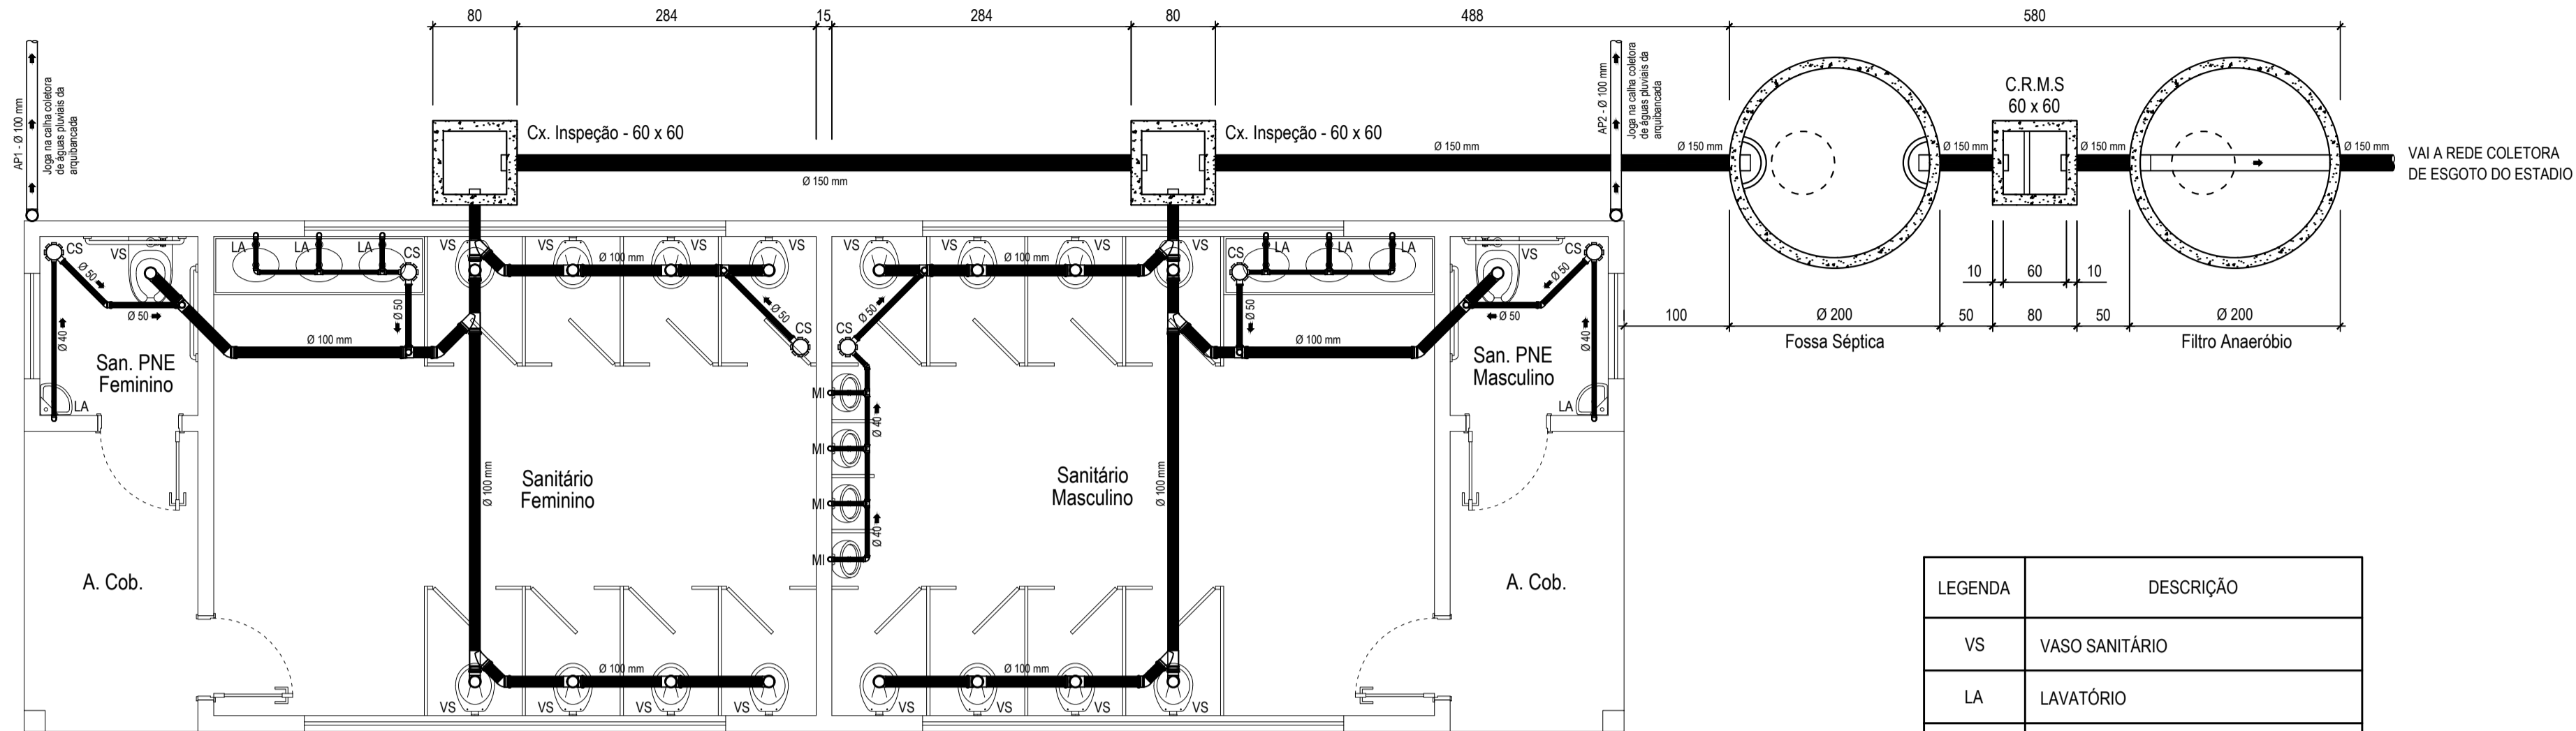 80
284
15
284
80
488
580
AP1 - Ø 100 mm
Joga na calha coletora
de águas pluviais da
arquibancada
Cx. Inspeção - 60 x 60
Ø 150 mm
Cx. Inspeção - 60 x 60
Ø 150 mm
AP2 - Ø 100 mm
Joga na calha coletora
de águas pluviais da
arquibancada
Ø 150 mm
Ø 150 mm
C.R.M.S
60 x 60
Ø 150 mm
Ø 150 mm
VAI A REDE COLETORA
DE ESGOTO DO ESTADIO
10
60
10
100
Ø 200
50
80
50
Ø 200
Fossa Séptica
Filtro Anaeróbio
CS
VS
LA
LA
LA
CS
VS
VS
VS
VS
VS
VS
VS
VS
CS
LA
LA
LA
VS
CS
Ø 50
Ø 50
Ø 40
Ø 50
Ø 100 mm
Ø 100 mm
Ø 50
CS
Ø 100 mm
Ø 50
CS
Ø 50
Ø 100 mm
Ø 50
Ø 50
Ø 40
San. PNE
Feminino
LA
San. PNE
Masculino
LA
MI
MI
MI
MI
Ø 40
Ø 40
Ø 100 mm
Sanitário
Feminino
Sanitário
Masculino
Ø 100 mm
A. Cob.
A. Cob.
Ø 100 mm
Ø 100 mm
VS
VS
VS
VS
VS
VS
VS
VS
LEGENDA DESCRIÇÃO
VS VASO SANITÁRIO
LA LAVATÓRIO